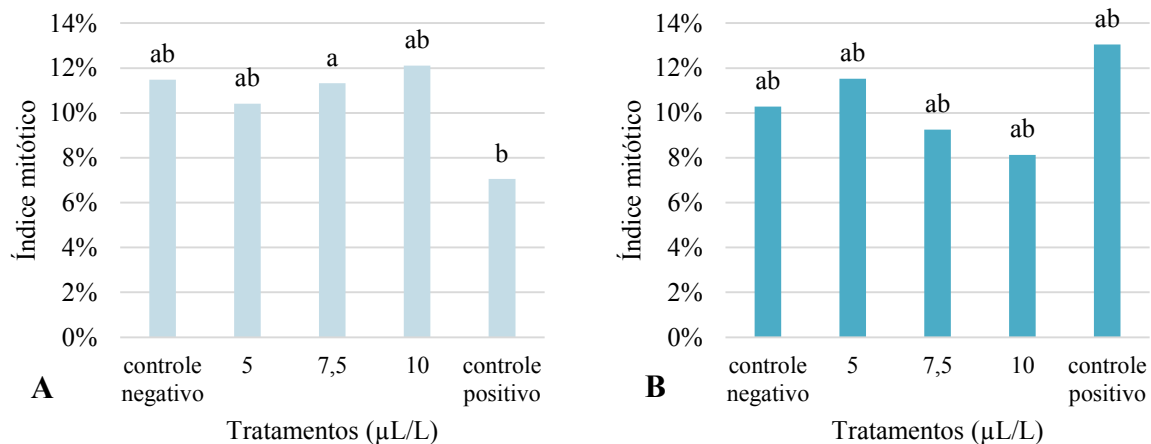 14%
12%
10%
8%
6%
4%
2%
0%
Índice mitótico
ab
ab
a
ab
b
controle negativo
5
7,5
10
controle positivo
A
Tratamentos (µL/L)
14%
12%
10%
8%
6%
4%
2%
0%
Índice mitótico
ab
ab
ab
ab
ab
controle negativo
5
7,5
10
controle positivo
B
Tratamentos (µL/L)